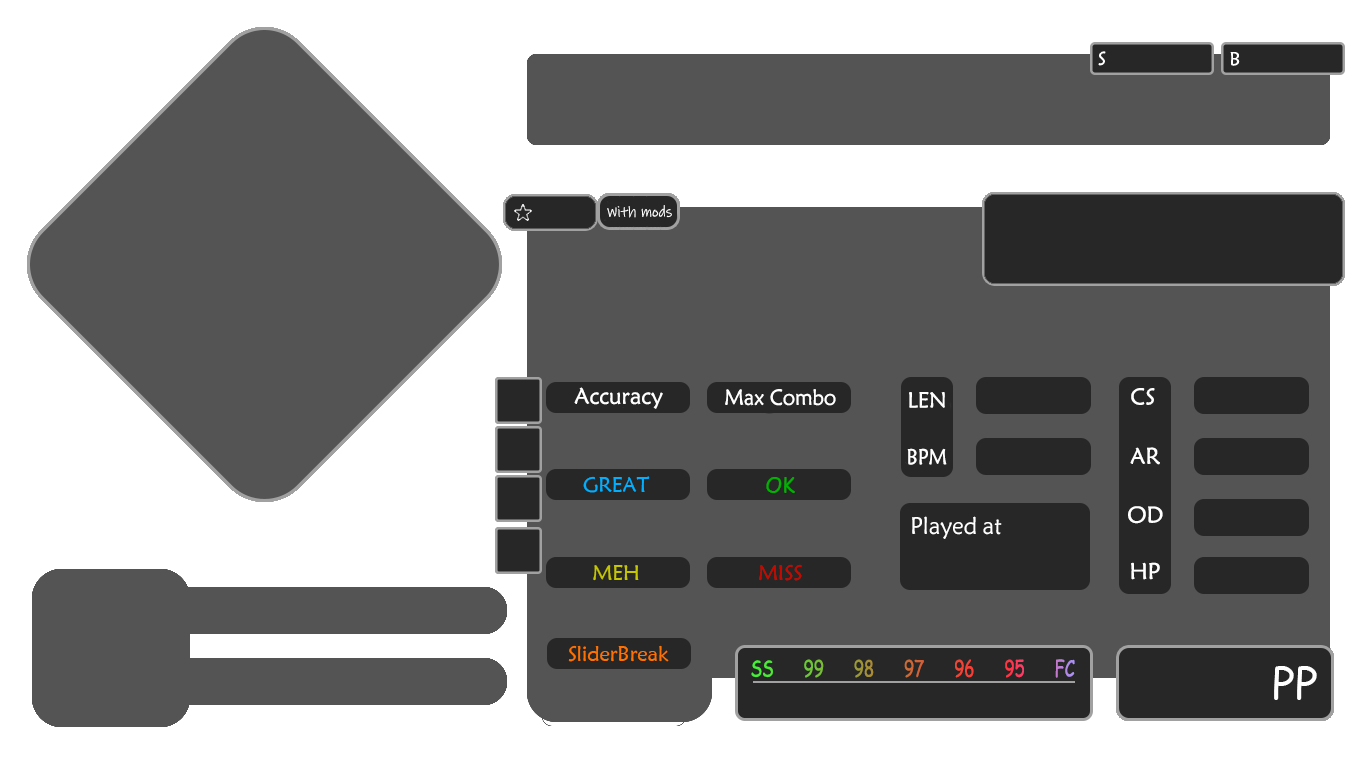 S
B
With mods
Accuracy
Max Combo
LEN
CS
BPM
AR
GREAT
OK
Played at
OD
MEH
MISS
HP
SliderBreak
SS 99 98 97 96 95 FC
PP